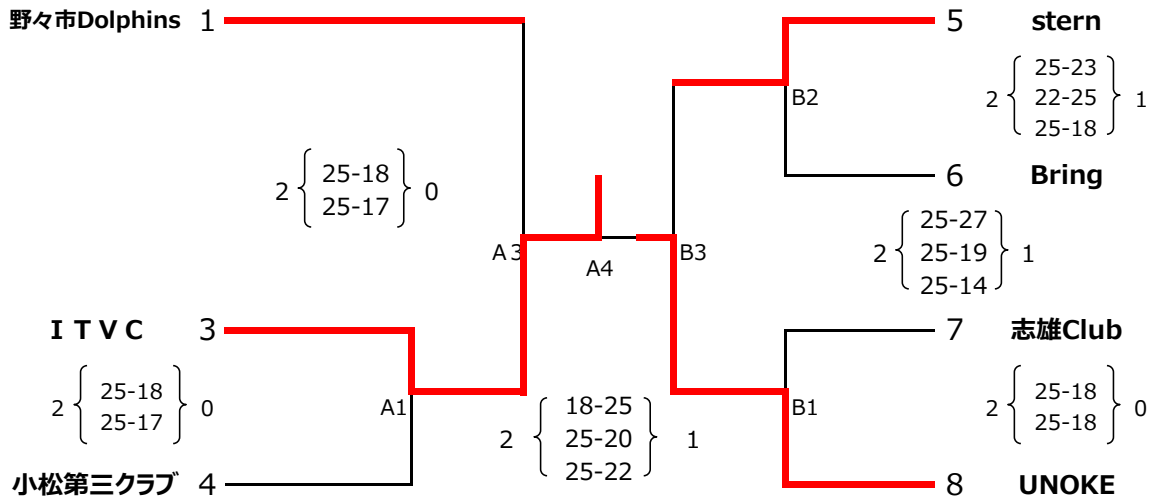 野々市Dolphins 1
5 stern
2 25-23 1
22-25
25-18
B2
6 Bring
2 25-18 0
25-17
2 25-27 1
25-19
25-14
A3
A4
B3
ＩＴＶＣ 3
7 志雄Club
2 25-18 0
25-17
A1
2 18-25 1
25-20
25-22
B1
2 25-18 0
25-18
小松第三クラブ 4
8 UNOKE